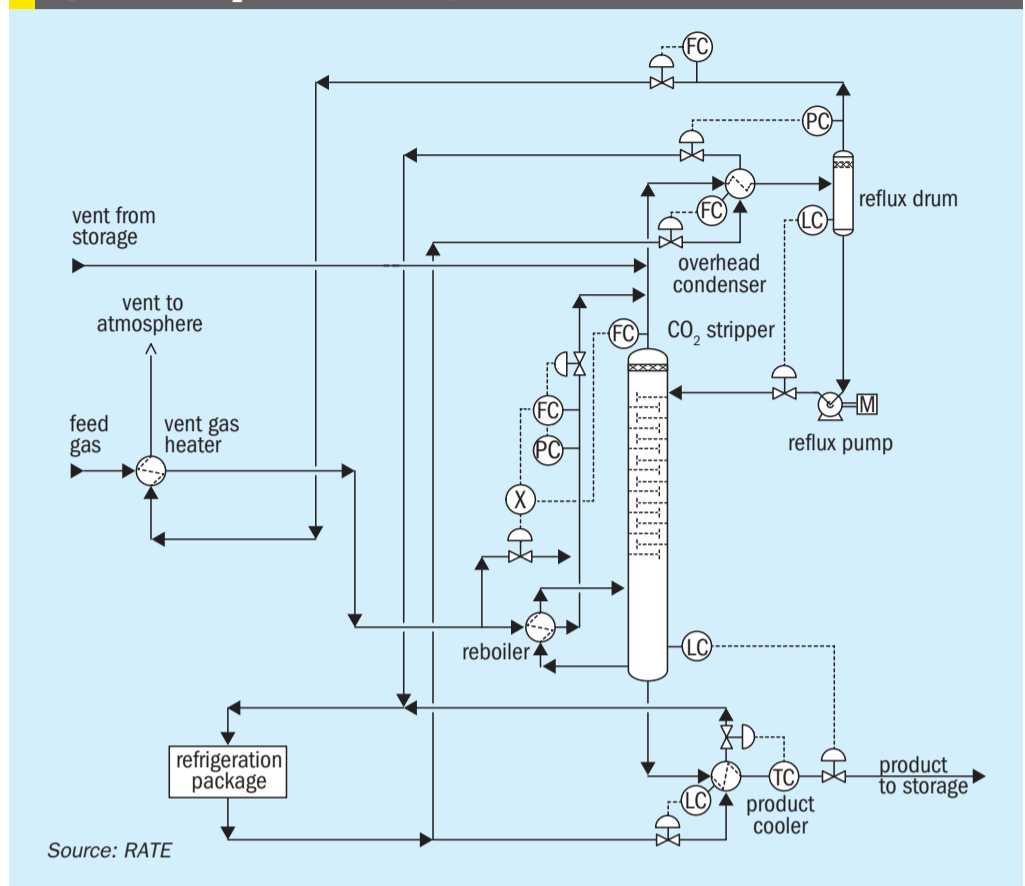 FC
PC
reflux drum
FC
LC
vent from
storage
overhead
condenser
vent to
atmosphere
FC
CO₂ stripper
feed
gas
vent gas
heater
FC
M
reflux pump
PC
X
reboiler
LC
refrigeration
package
TC
product
to storage
LC
product
cooler
Source: RATE